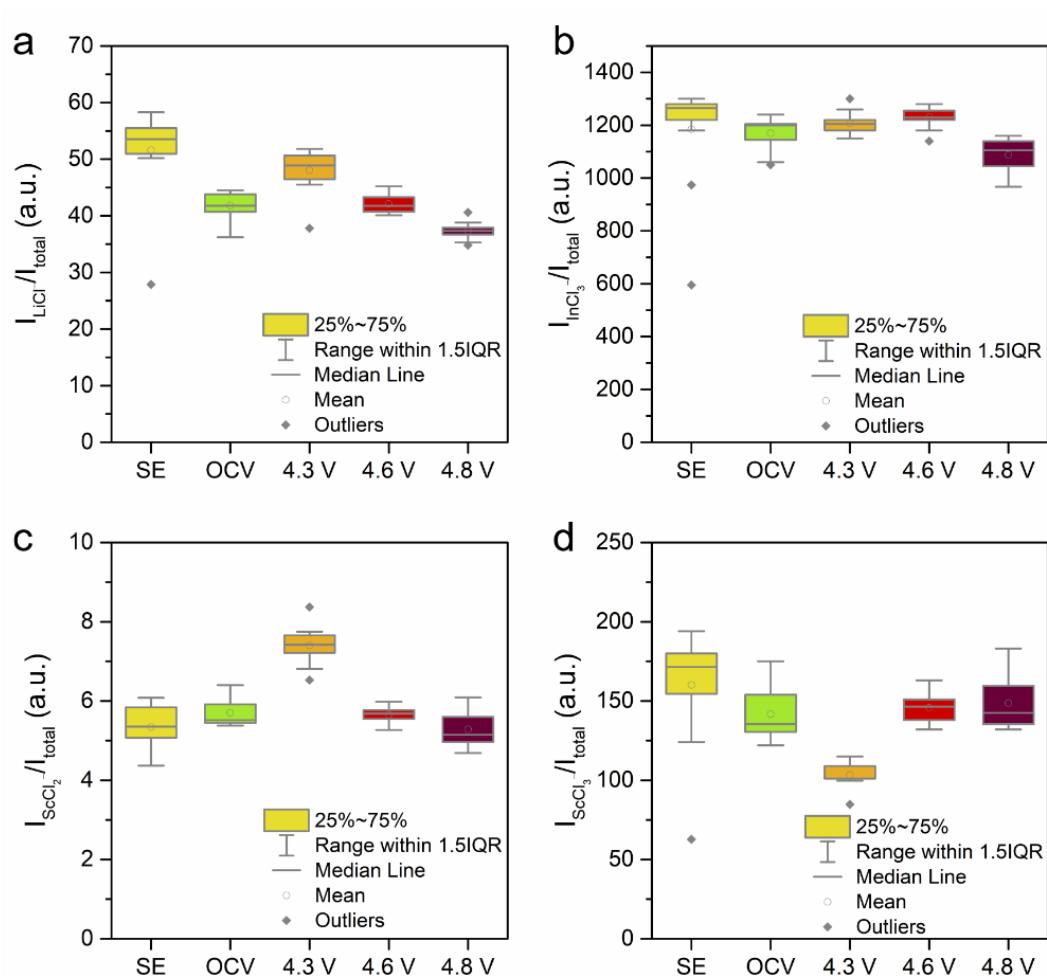 a
70
60
50
40
30
20
10
0
I_LiCl⁻/I_total (a.u.)
25%~75%
Range within 1.5IQR
Median Line
Mean
Outliers
SE OCV 4.3 V 4.6 V 4.8 V
b
1400
1200
1000
800
600
400
200
0
I_InCl₃⁻/I_total (a.u.)
25%~75%
Range within 1.5IQR
Median Line
Mean
Outliers
SE OCV 4.3 V 4.6 V 4.8 V
c
10
8
6
4
2
0
I_ScCl₂⁻/I_total (a.u.)
25%~75%
Range within 1.5IQR
Median Line
Mean
Outliers
SE OCV 4.3 V 4.6 V 4.8 V
d
250
200
150
100
50
0
I_ScCl₃⁻/I_total (a.u.)
25%~75%
Range within 1.5IQR
Median Line
Mean
Outliers
SE OCV 4.3 V 4.6 V 4.8 V